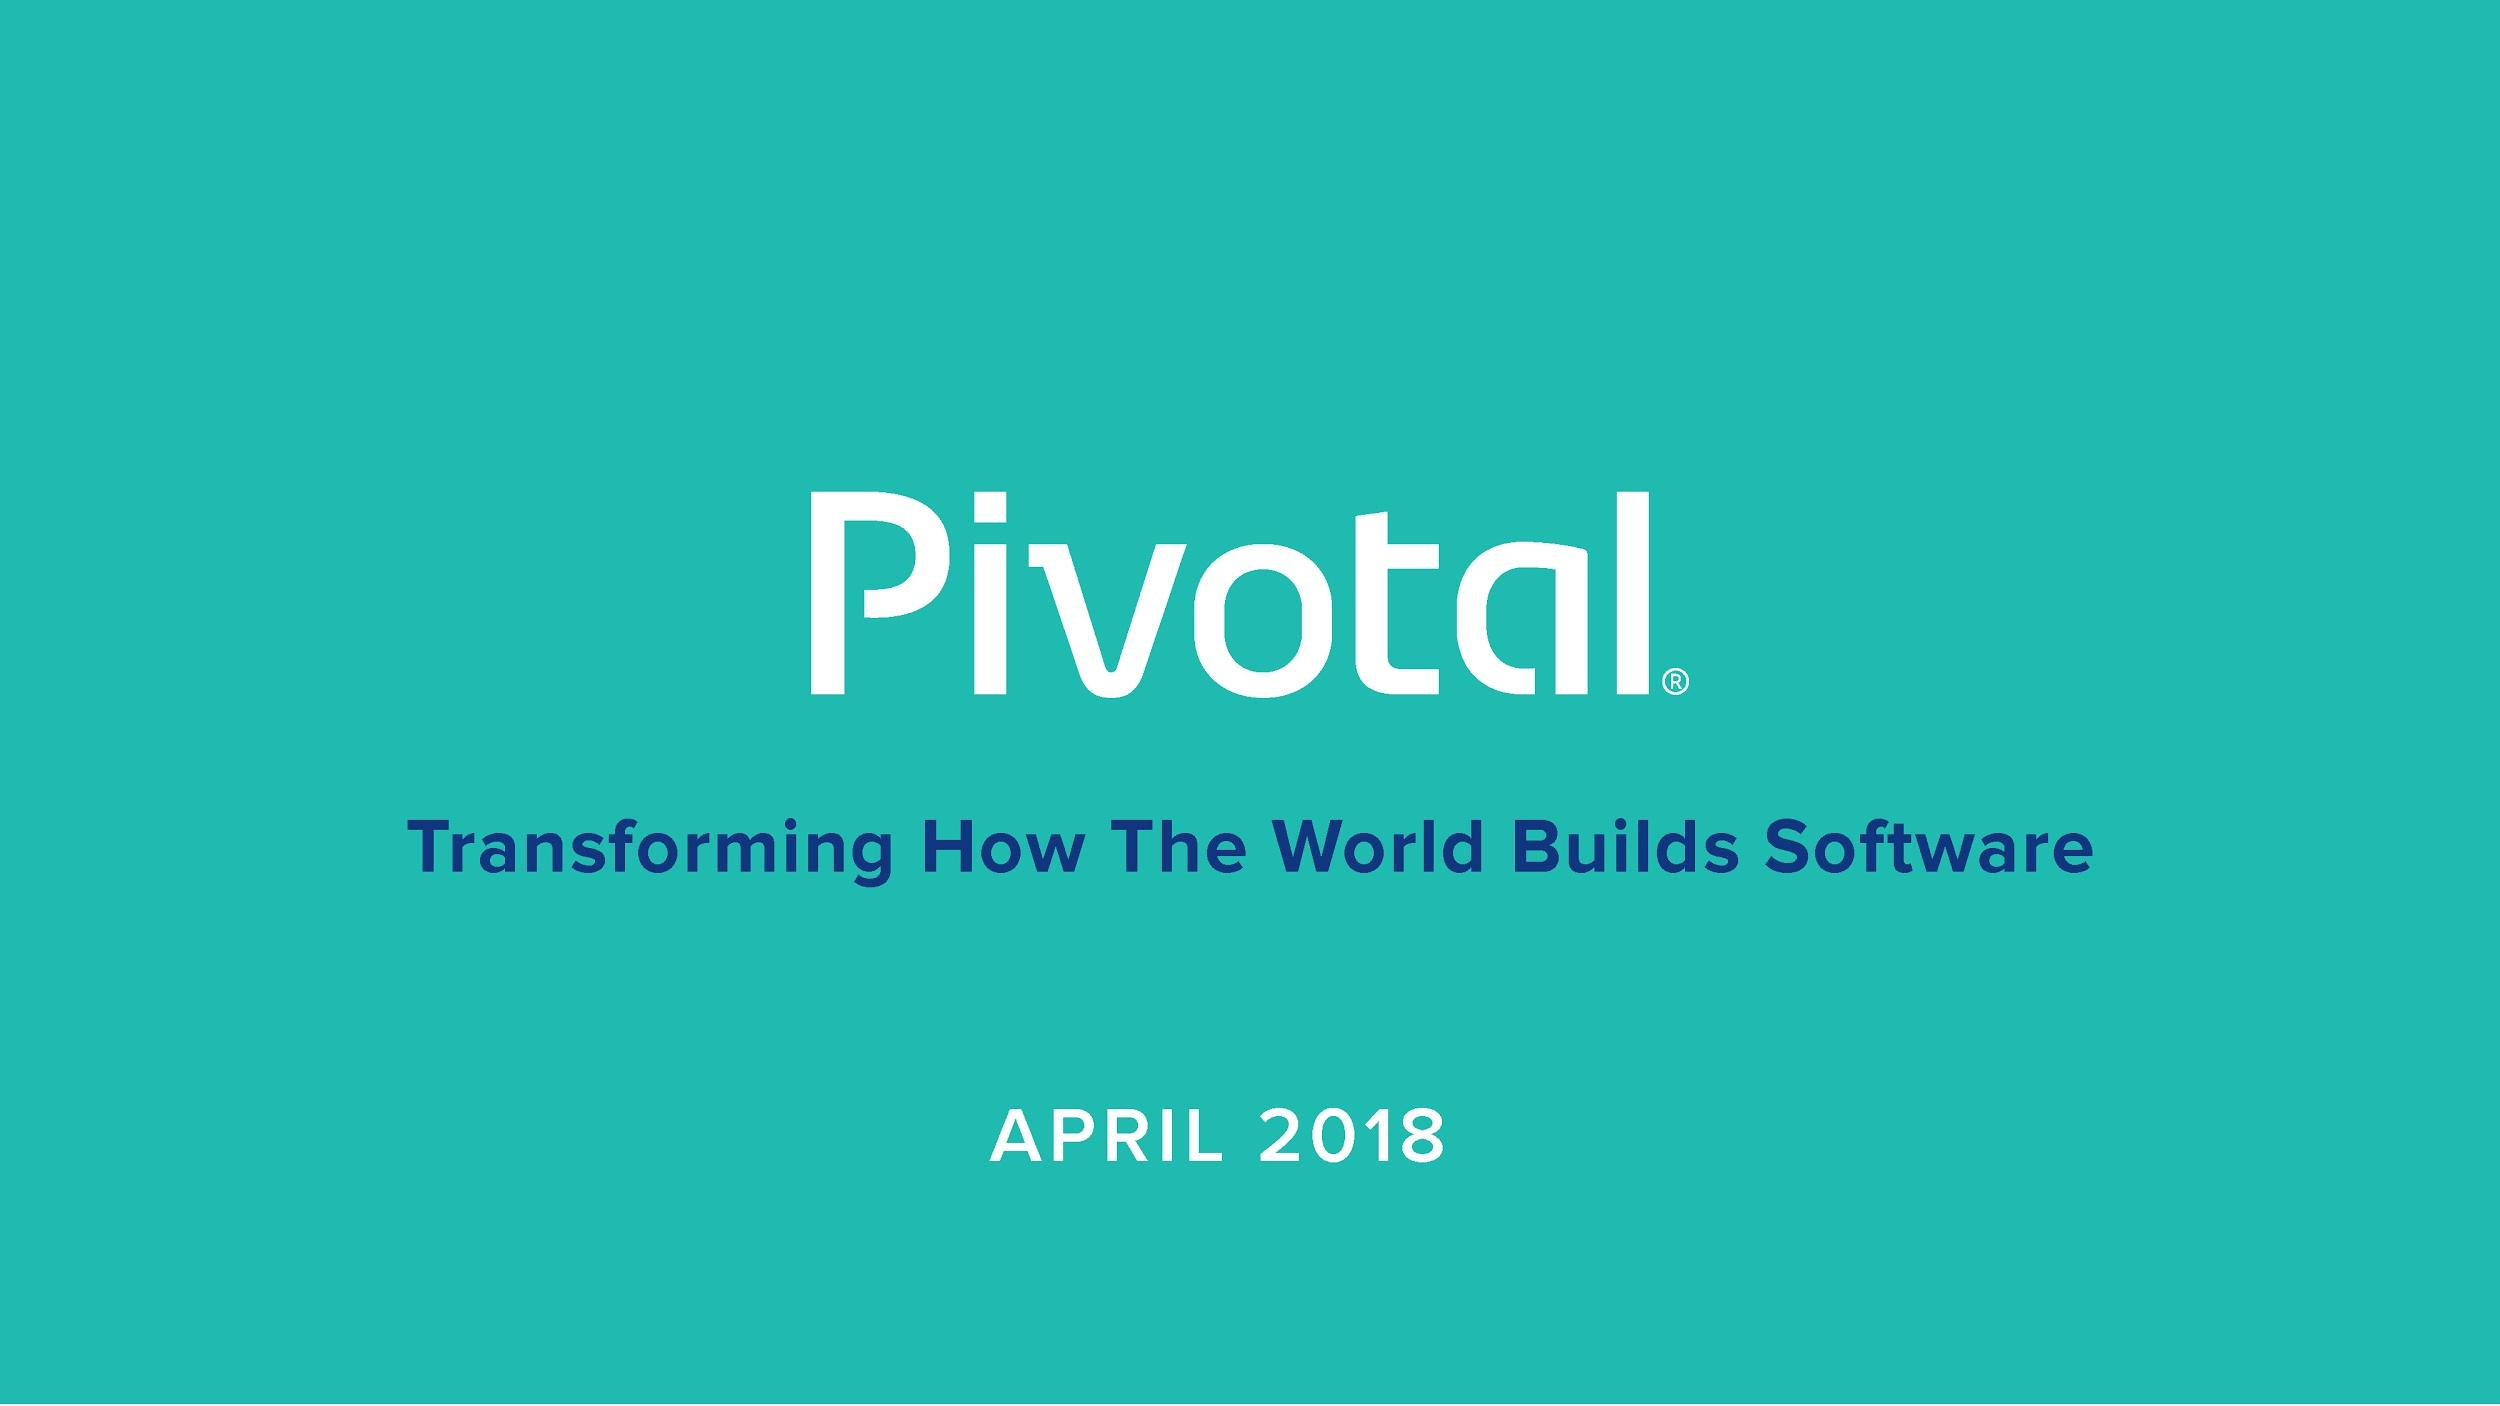 Pivotal®
Transforming How The World Builds Software
APRIL 2018